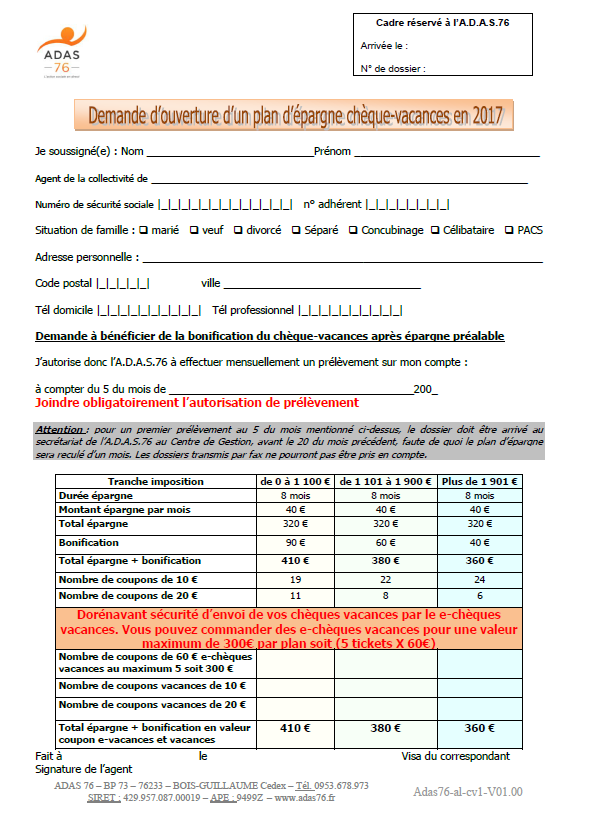 Cadre réservé à l'A.D.A.S.76
Arrivée le :
N° de dossier :
ADAS
76
Demande d'ouverture d'un plan d'épargne chèque-vacances en 2017
Je soussigné(e) : Nom ______________________________Prénom ______________________________
Agent de la collectivité de ______________________________
Numéro de sécurité sociale |_|_|_|_|_|_|_|_|_|_|_|_|_| n° adhérent |_|_|_|_|_|_|_|_|
Situation de famille : ❑ marié ❑ veuf ❑ divorcé ❑ Séparé ❑ Concubinage ❑ Célibataire ❑ PACS
Adresse personnelle : ______________________________
Code postal |_|_|_|_|_| ville ______________________________
Tél domicile |_|_|_|_|_|_|_|_|_|_| Tél professionnel |_|_|_|_|_|_|_|_|_|_|
Demande à bénéficier de la bonification du chèque-vacances après épargne préalable
J'autorise donc l'A.D.A.S.76 à effectuer mensuellement un prélèvement sur mon compte :
à compter du 5 du mois de ______________________________200_
Joindre obligatoirement l'autorisation de prélèvement
Attention : pour un premier prélèvement au 5 du mois mentionné ci-dessus, le dossier doit être arrivé au
secrétariat de l'A.D.A.S.76 au Centre de Gestion, avant le 20 du mois précédent, faute de quoi le plan d'épargne
sera reculé d'un mois. Les dossiers transmis par fax ne pourront pas être pris en compte.
Tranche imposition de 0 à 1 100 € de 1 101 à 1 900 € Plus de 1 901 €
Durée épargne 8 mois 8 mois 8 mois
Montant épargne par mois 40 € 40 € 40 €
Total épargne 320 € 320 € 320 €
Bonification 90 € 60 € 40 €
Total épargne + bonification 410 € 380 € 360 €
Nombre de coupons de 10 € 19 22 24
Nombre de coupons de 20 € 11 8 6
Dorénavant sécurité d'envoi de vos chèques vacances par le e-chèques
vacances. Vous pouvez commander des e-chèques vacances pour une valeur
maximum de 300€ par plan soit (5 tickets X 60€)
Nombre de coupons de 60 € e-chèques
vacances au maximum 5 soit 300 €
Nombre de coupons vacances de 10 €
Nombre de coupons vacances de 20 €
Total épargne + bonification en valeur 410 € 380 € 360 €
coupon e-vacances et vacances
Fait à le Visa du correspondant
Signature de l'agent
ADAS 76 – BP 73 – 76233 – BOIS-GUILLAUME Cedex – Tél. 0953.678.973
SIRET : 429.957.087.00019 – APE : 9499Z – www.adas76.fr
Adas76-al-cv1-V01.00